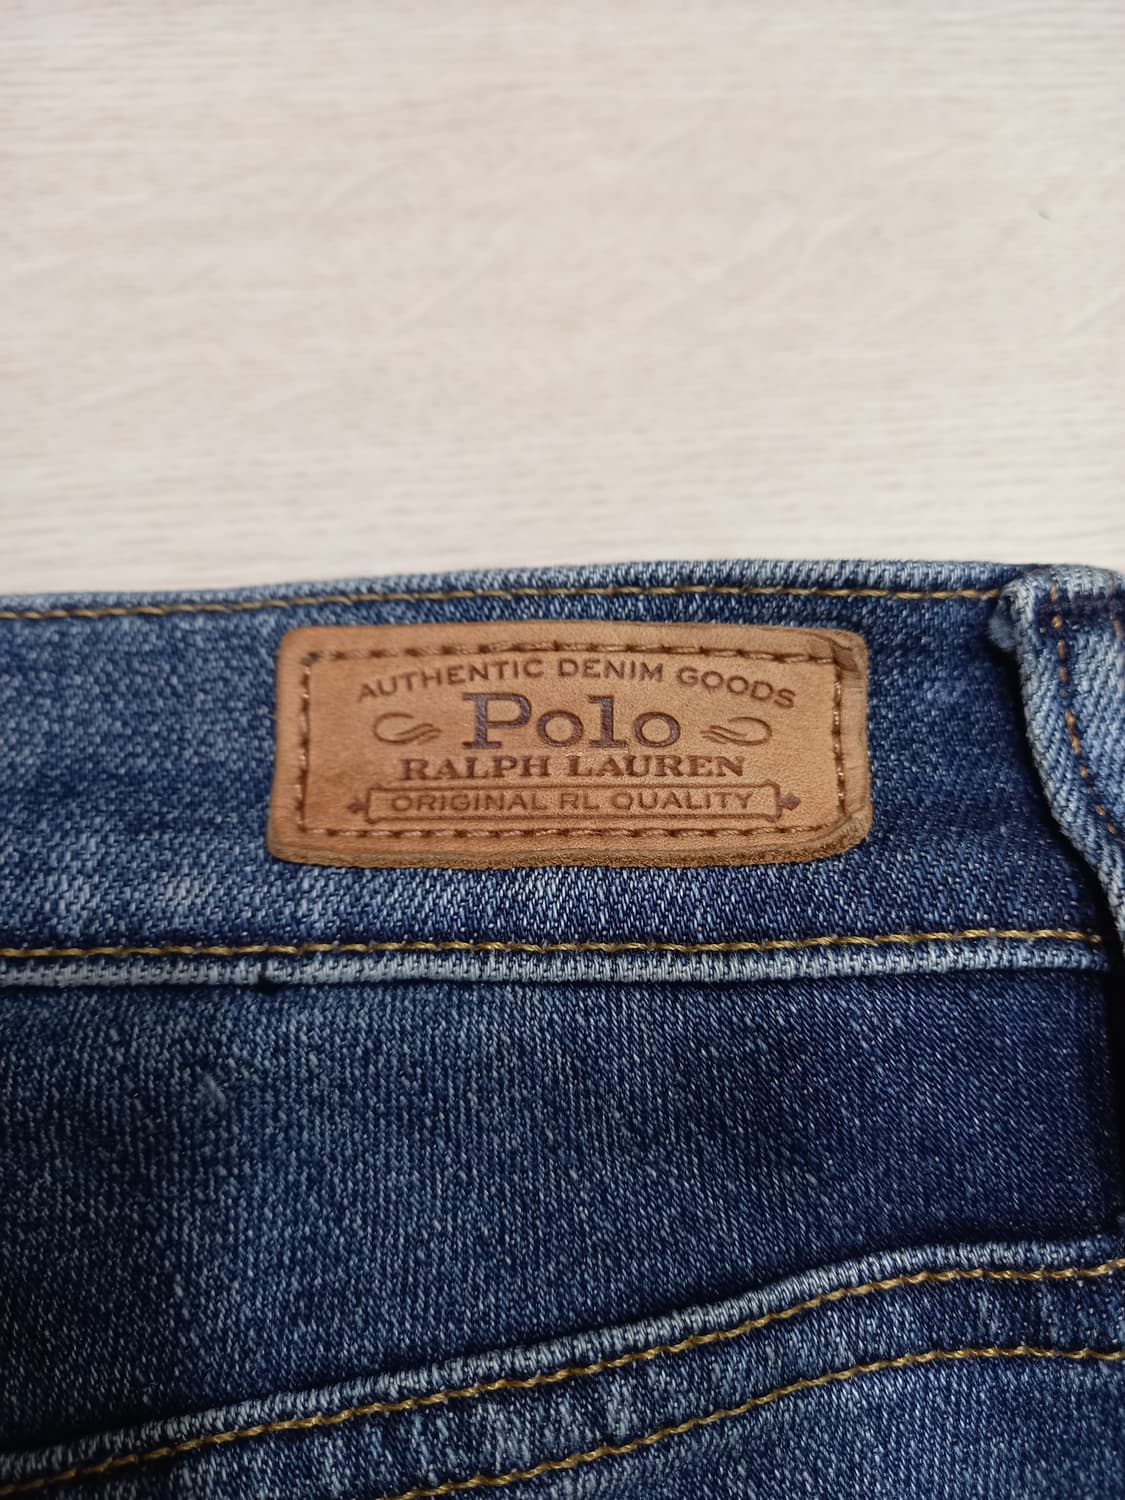 AUTHENTIC DENIM GOODS
Polo
RALPH LAUREN
ORIGINAL RL QUALITY